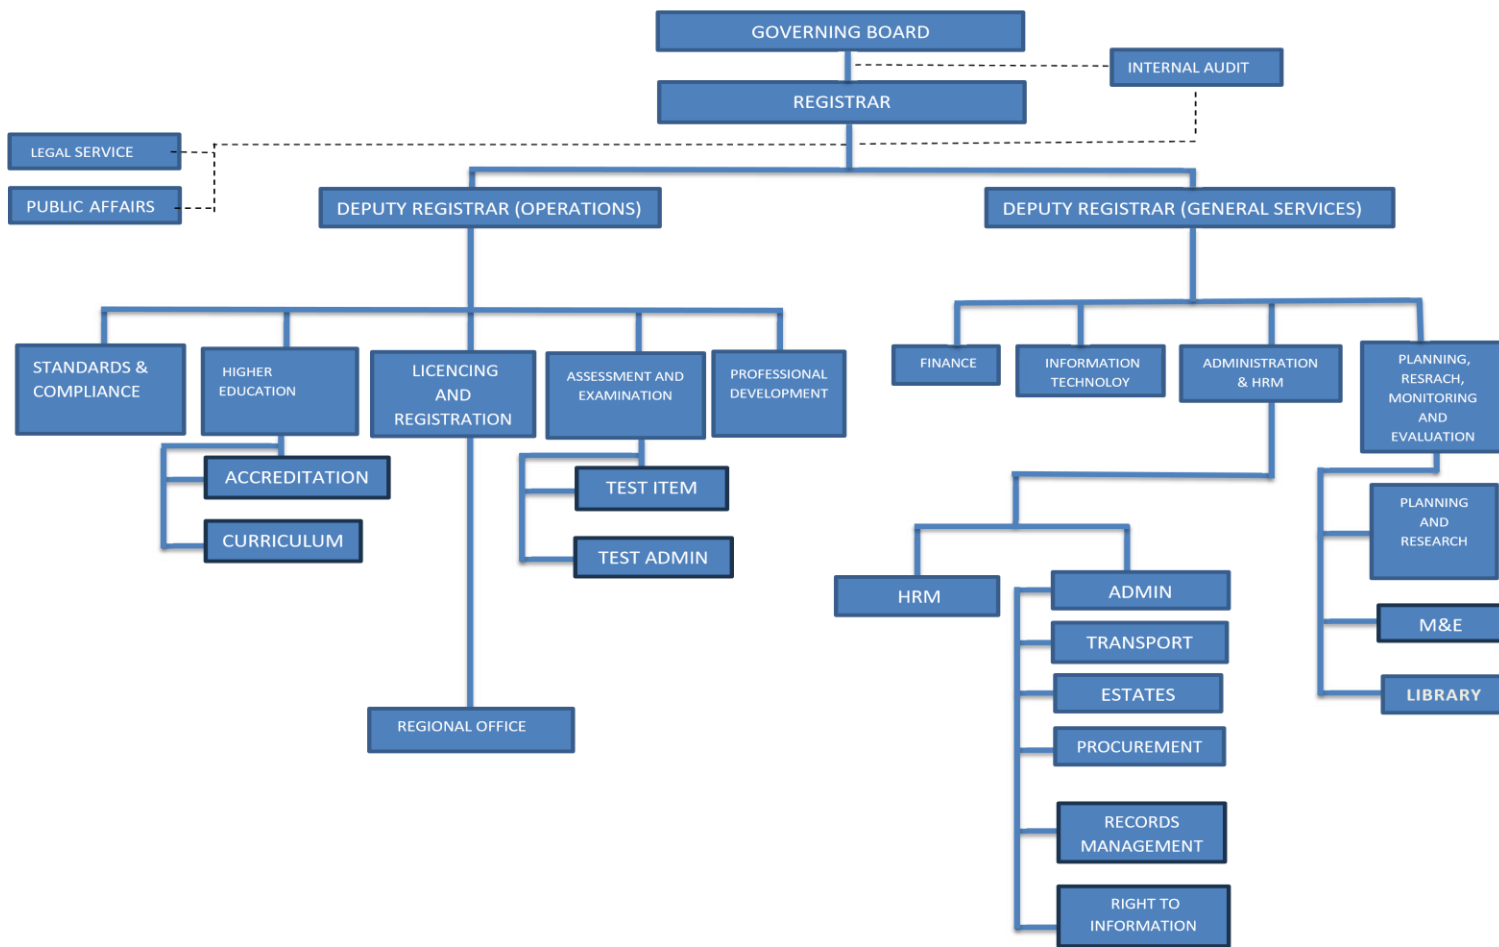 GOVERNING BOARD
INTERNAL AUDIT
REGISTRAR
LEGAL SERVICE
PUBLIC AFFAIRS
DEPUTY REGISTRAR (OPERATIONS)
DEPUTY REGISTRAR (GENERAL SERVICES)
STANDARDS &
COMPLIANCE
HIGHER
EDUCATION
LICENCING
AND
REGISTRATION
ASSESSMENT AND
EXAMINATION
PROFESSIONAL
DEVELOPMENT
FINANCE
INFORMATION
TECHNOLOY
ADMINISTRATION
& HRM
PLANNING,
RESRACH,
MONITORING
AND
EVALUATION
ACCREDITATION
CURRICULUM
TEST ITEM
TEST ADMIN
REGIONAL OFFICE
HRM
ADMIN
TRANSPORT
ESTATES
PROCUREMENT
RECORDS
MANAGEMENT
RIGHT TO
INFORMATION
PLANNING
AND
RESEARCH
M&E
LIBRARY